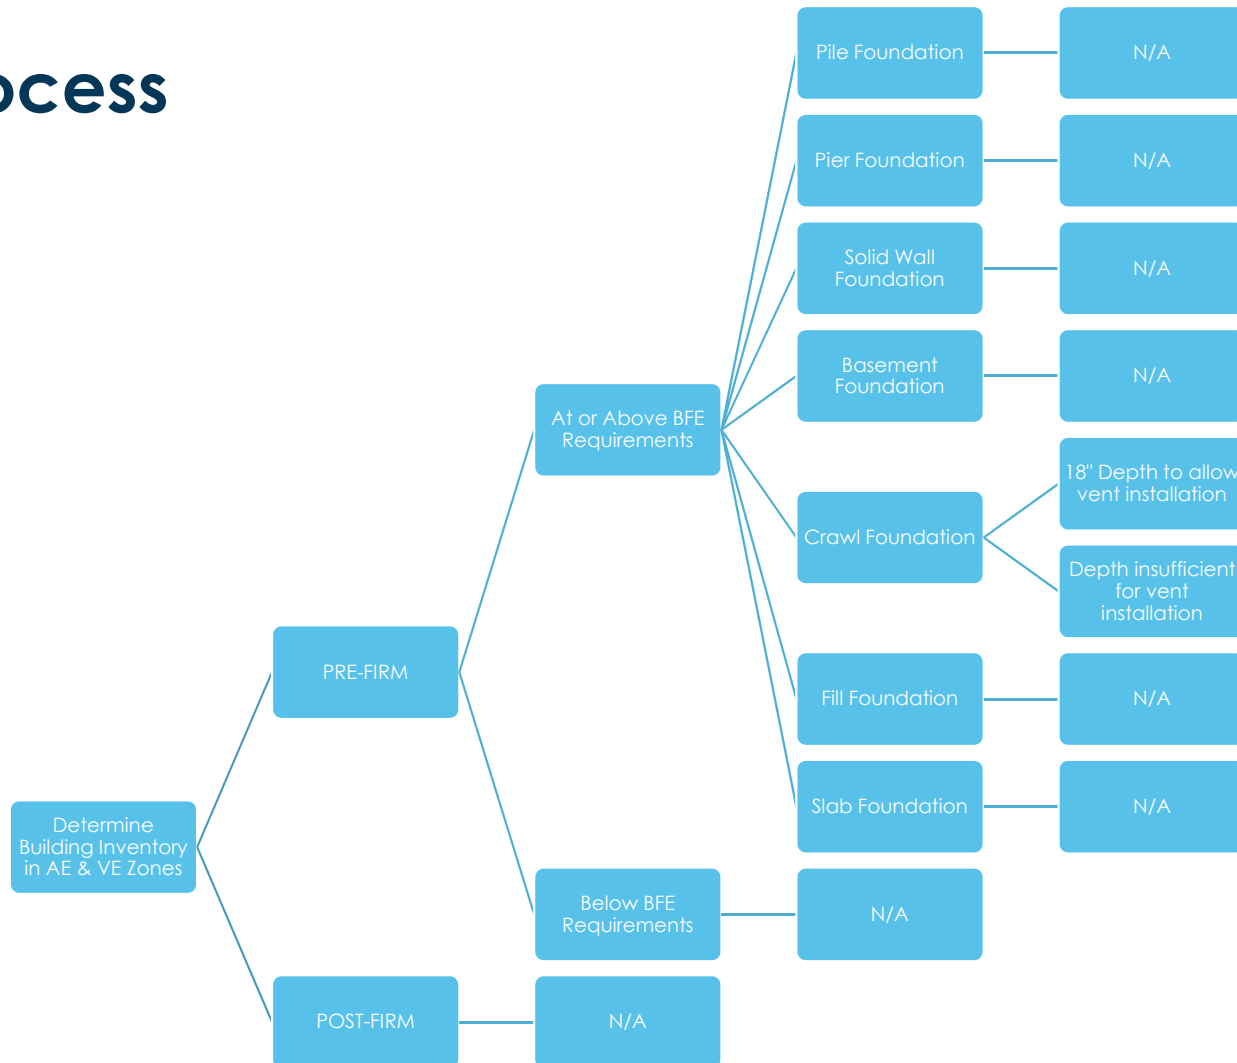 ocess
Pile Foundation
N/A
Pier Foundation
N/A
Solid Wall
Foundation
N/A
Basement
Foundation
N/A
At or Above BFE
Requirements
18" Depth to allow
vent installation
Crawl Foundation
Depth insufficient
for vent
installation
PRE-FIRM
Fill Foundation
N/A
Slab Foundation
N/A
Determine
Building Inventory
in AE & VE Zones
Below BFE
Requirements
N/A
POST-FIRM
N/A